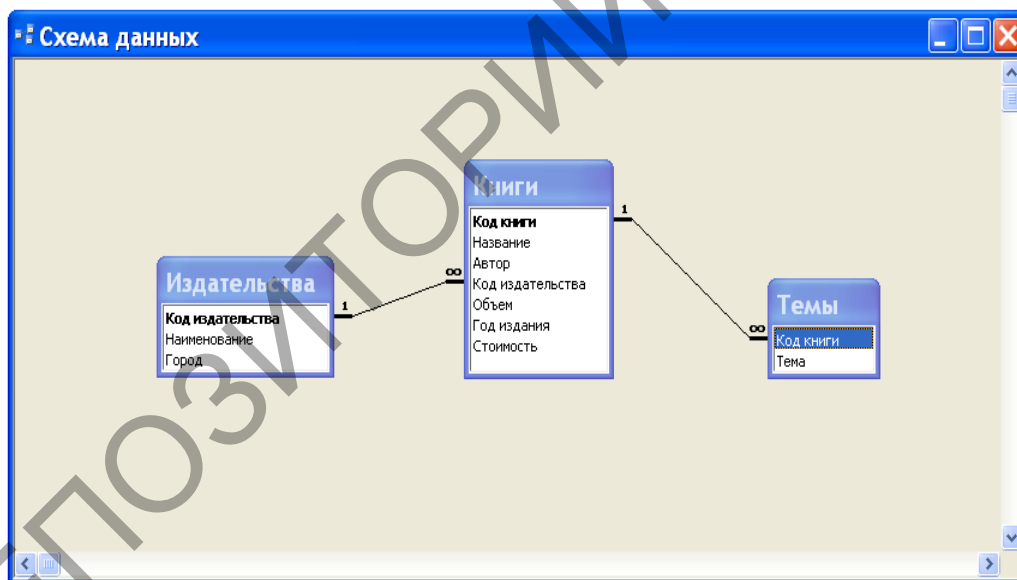 Схема данных
Издательства
Код издательства
Наименование
Город
1
∞
Книги
Код книги
Название
Автор
Код издательства
Объем
Год издания
Стоимость
1
∞
Темы
Код книги
Тема